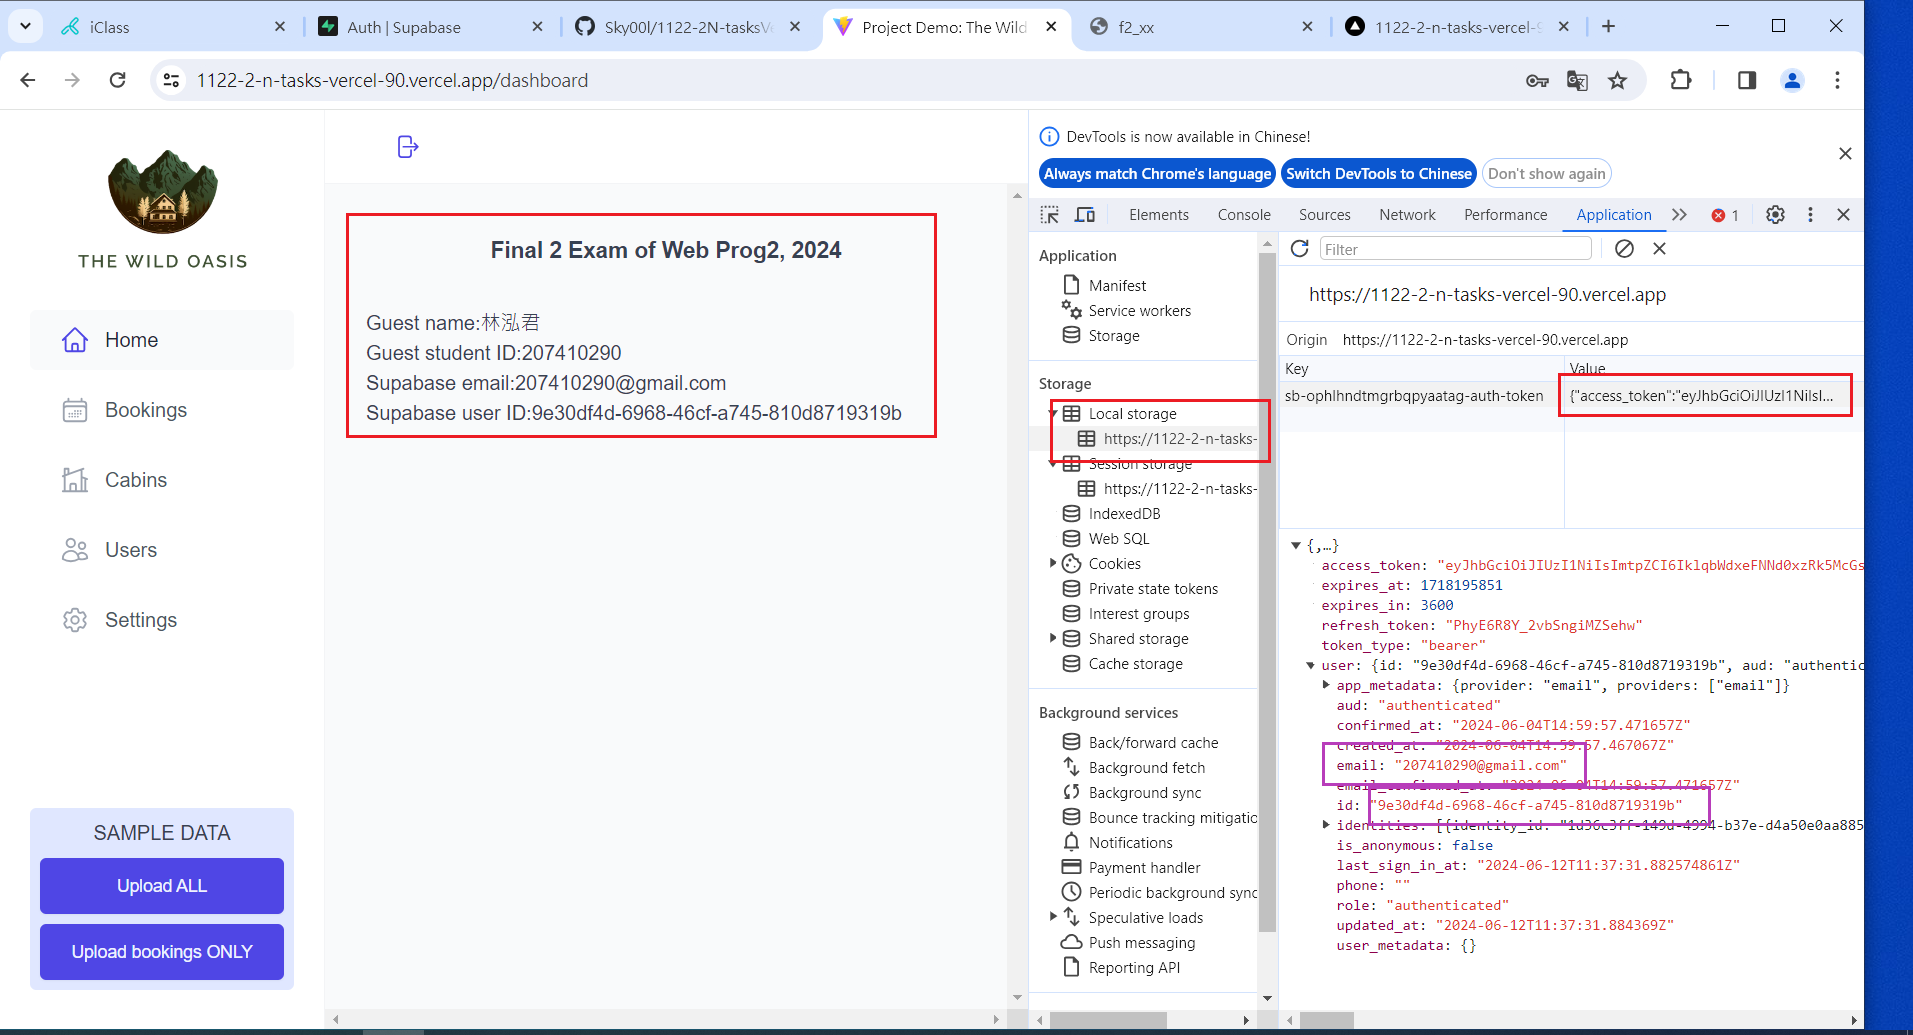 iClass
Auth | Supabase
Sky00l/1122-2N-tasksV
Project Demo: The Wild
f2_xx
1122-2-n-tasks-vercel-9
1122-2-n-tasks-vercel-90.vercel.app/dashboard
THE WILD OASIS
Home
Bookings
Cabins
Users
Settings
SAMPLE DATA
Upload ALL
Upload bookings ONLY
Final 2 Exam of Web Prog2, 2024
Guest name:林泓君
Guest student ID:207410290
Supabase email:207410290@gmail.com
Supabase user ID:9e30df4d-6968-46cf-a745-810d8719319b
DevTools is now available in Chinese!
Always match Chrome's language
Switch DevTools to Chinese
Don't show again
Elements
Console
Sources
Network
Performance
Application
1
Application
Manifest
Service workers
Storage
Storage
Local storage
https://1122-2-n-tasks-
Session storage
https://1122-2-n-tasks-
IndexedDB
Web SQL
Cookies
Private state tokens
Interest groups
Shared storage
Cache storage
Background services
Back/forward cache
Background fetch
Background sync
Bounce tracking mitigatio
Notifications
Payment handler
Periodic background sync
Speculative loads
Push messaging
Reporting API
Filter
https://1122-2-n-tasks-vercel-90.vercel.app
Origin https://1122-2-n-tasks-vercel-90.vercel.app
Key Value
sb-ophlhndtmgrbqpyaatag-auth-token {"access_token":"eyJhbGciOiJIUzI1NiIsI...
{,…}
access_token: "eyJhbGciOiJIUzI1NiIsImtpZCI6IklqbWdxeFNNd0xzRk5McGs
expires_at: 1718195851
expires_in: 3600
refresh_token: "PhyE6R8Y_2vbSngiMZSehw"
token_type: "bearer"
user: {id: "9e30df4d-6968-46cf-a745-810d8719319b", aud: "authentic
app_metadata: {provider: "email", providers: ["email"]}
aud: "authenticated"
confirmed_at: "2024-06-04T14:59:57.471657Z"
created_at: "2024-06-04T14:59:57.467067Z"
email: "207410290@gmail.com"
email_confirmed_at: "2024-06-04T14:59:57.471657Z"
id: "9e30df4d-6968-46cf-a745-810d8719319b"
identities: [{identity_id: "1d36c3ff-149d-4994-b37e-d4a50e0aa885
is_anonymous: false
last_sign_in_at: "2024-06-12T11:37:31.882574861Z"
phone: ""
role: "authenticated"
updated_at: "2024-06-12T11:37:31.884369Z"
user_metadata: {}